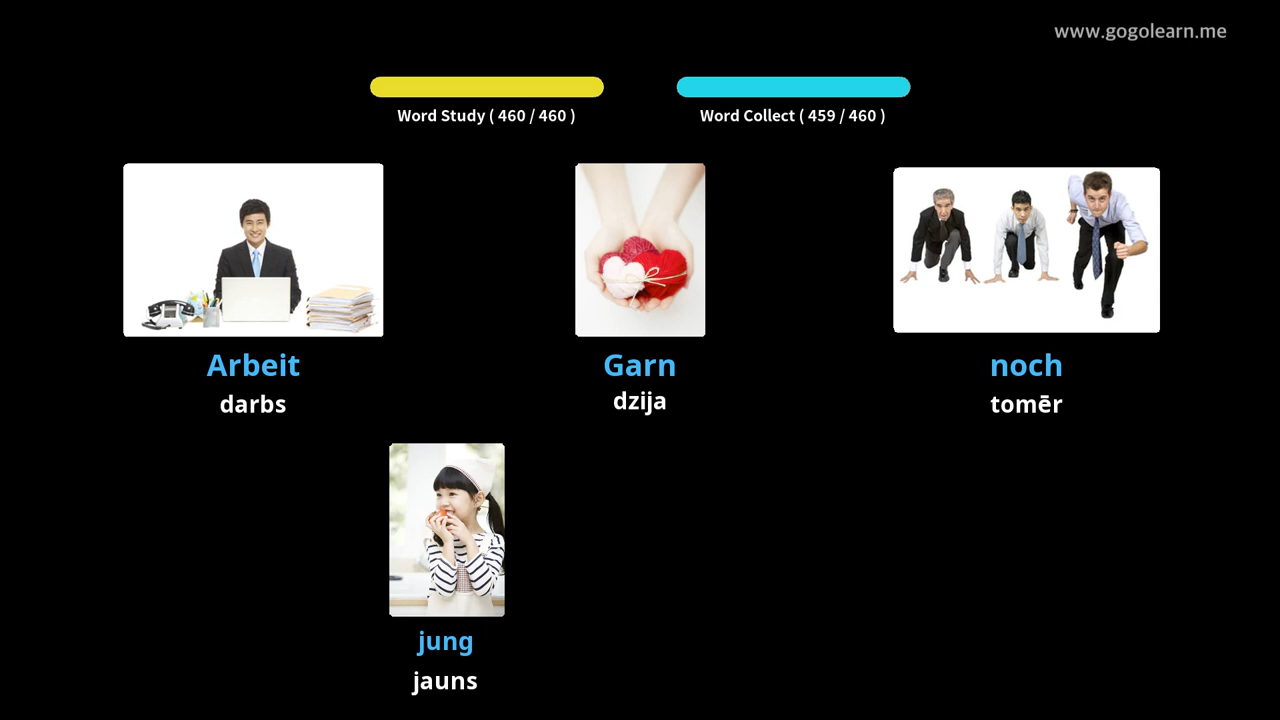 www.gogolearn.me
Word Study ( 460 / 460 )
Word Collect ( 459 / 460 )
Arbeit
darbs
Garn
dzija
noch
tomēr
jung
jauns